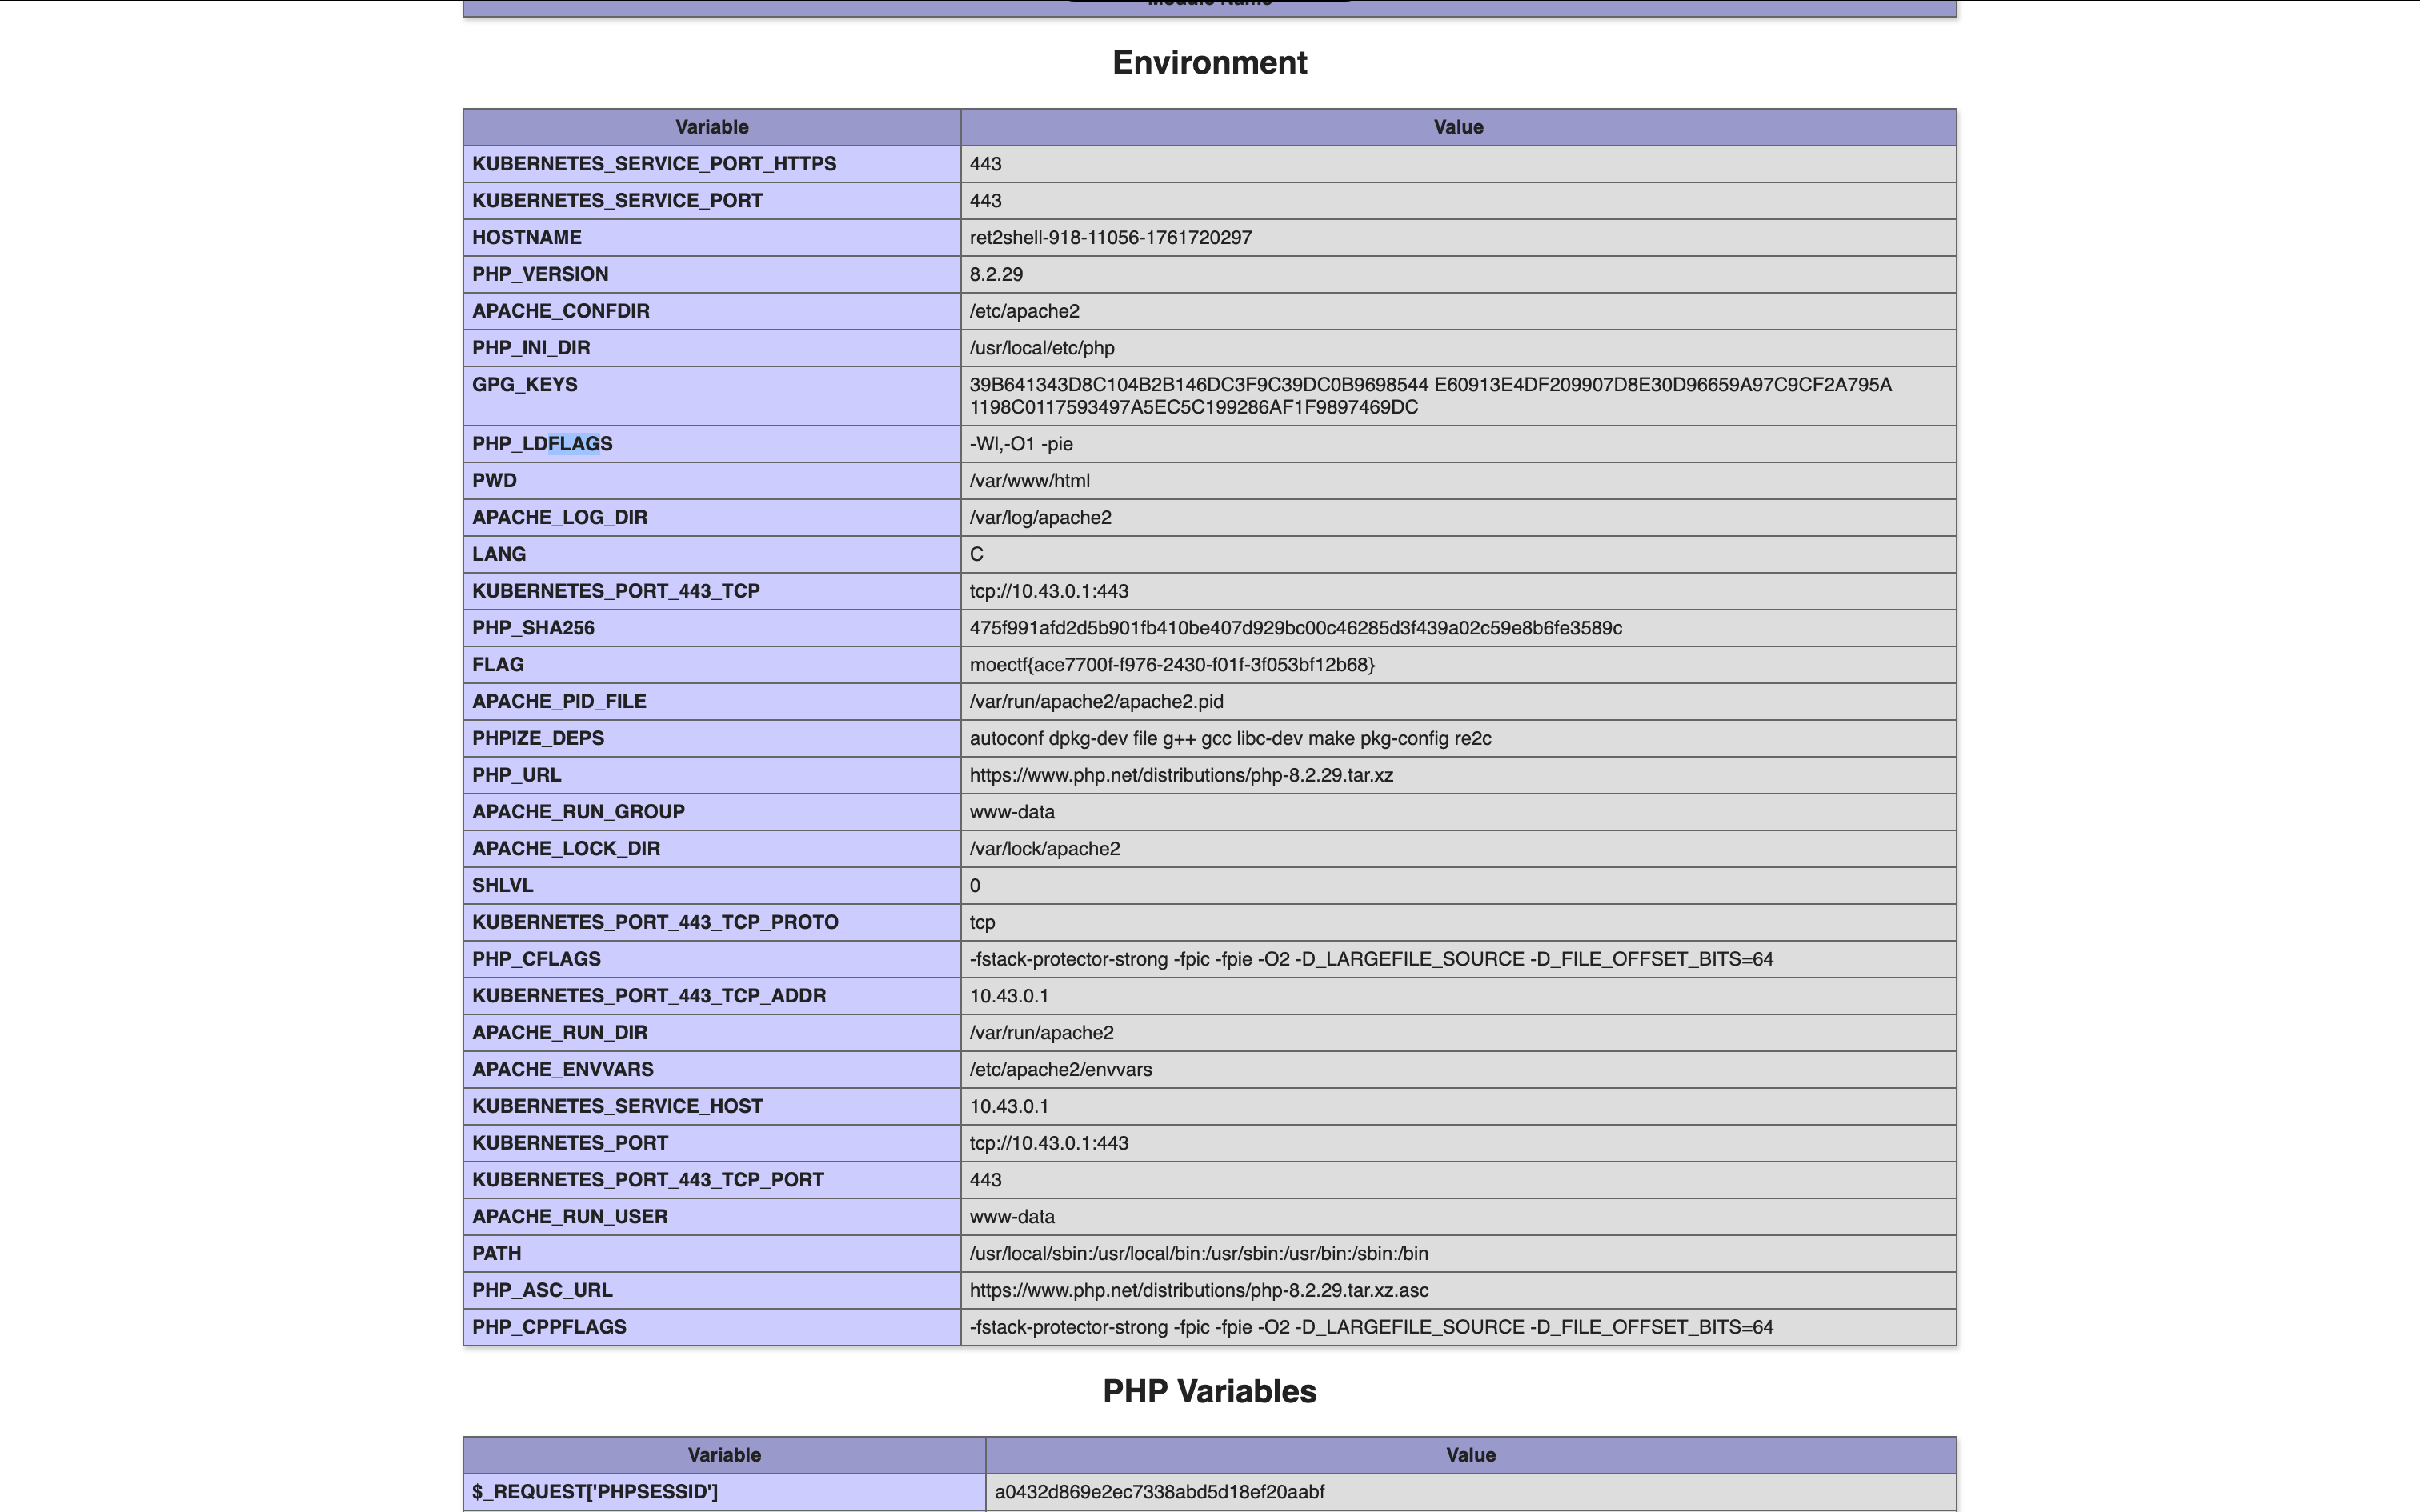 Module Name
Environment
Variable Value
KUBERNETES_SERVICE_PORT_HTTPS 443
KUBERNETES_SERVICE_PORT 443
HOSTNAME ret2shell-918-11056-1761720297
PHP_VERSION 8.2.29
APACHE_CONFDIR /etc/apache2
PHP_INI_DIR /usr/local/etc/php
GPG_KEYS 39B641343D8C104B2B146DC3F9C39DC0B9698544 E60913E4DF209907D8E30D96659A97C9CF2A795A
1198C0117593497A5EC5C199286AF1F9897469DC
PHP_LDFLAGS -Wl,-O1 -pie
PWD /var/www/html
APACHE_LOG_DIR /var/log/apache2
LANG C
KUBERNETES_PORT_443_TCP tcp://10.43.0.1:443
PHP_SHA256 475f991afd2d5b901fb410be407d929bc00c46285d3f439a02c59e8b6fe3589c
FLAG moectf{ace7700f-f976-2430-f01f-3f053bf12b68}
APACHE_PID_FILE /var/run/apache2/apache2.pid
PHPIZE_DEPS autoconf dpkg-dev file g++ gcc libc-dev make pkg-config re2c
PHP_URL https://www.php.net/distributions/php-8.2.29.tar.xz
APACHE_RUN_GROUP www-data
APACHE_LOCK_DIR /var/lock/apache2
SHLVL 0
KUBERNETES_PORT_443_TCP_PROTO tcp
PHP_CFLAGS -fstack-protector-strong -fpic -fpie -O2 -D_LARGEFILE_SOURCE -D_FILE_OFFSET_BITS=64
KUBERNETES_PORT_443_TCP_ADDR 10.43.0.1
APACHE_RUN_DIR /var/run/apache2
APACHE_ENVVARS /etc/apache2/envvars
KUBERNETES_SERVICE_HOST 10.43.0.1
KUBERNETES_PORT tcp://10.43.0.1:443
KUBERNETES_PORT_443_TCP_PORT 443
APACHE_RUN_USER www-data
PATH /usr/local/sbin:/usr/local/bin:/usr/sbin:/usr/bin:/sbin:/bin
PHP_ASC_URL https://www.php.net/distributions/php-8.2.29.tar.xz.asc
PHP_CPPFLAGS -fstack-protector-strong -fpic -fpie -O2 -D_LARGEFILE_SOURCE -D_FILE_OFFSET_BITS=64
PHP Variables
Variable Value
$_REQUEST['PHPSESSID'] a0432d869e2ec7338abd5d18ef20aabf